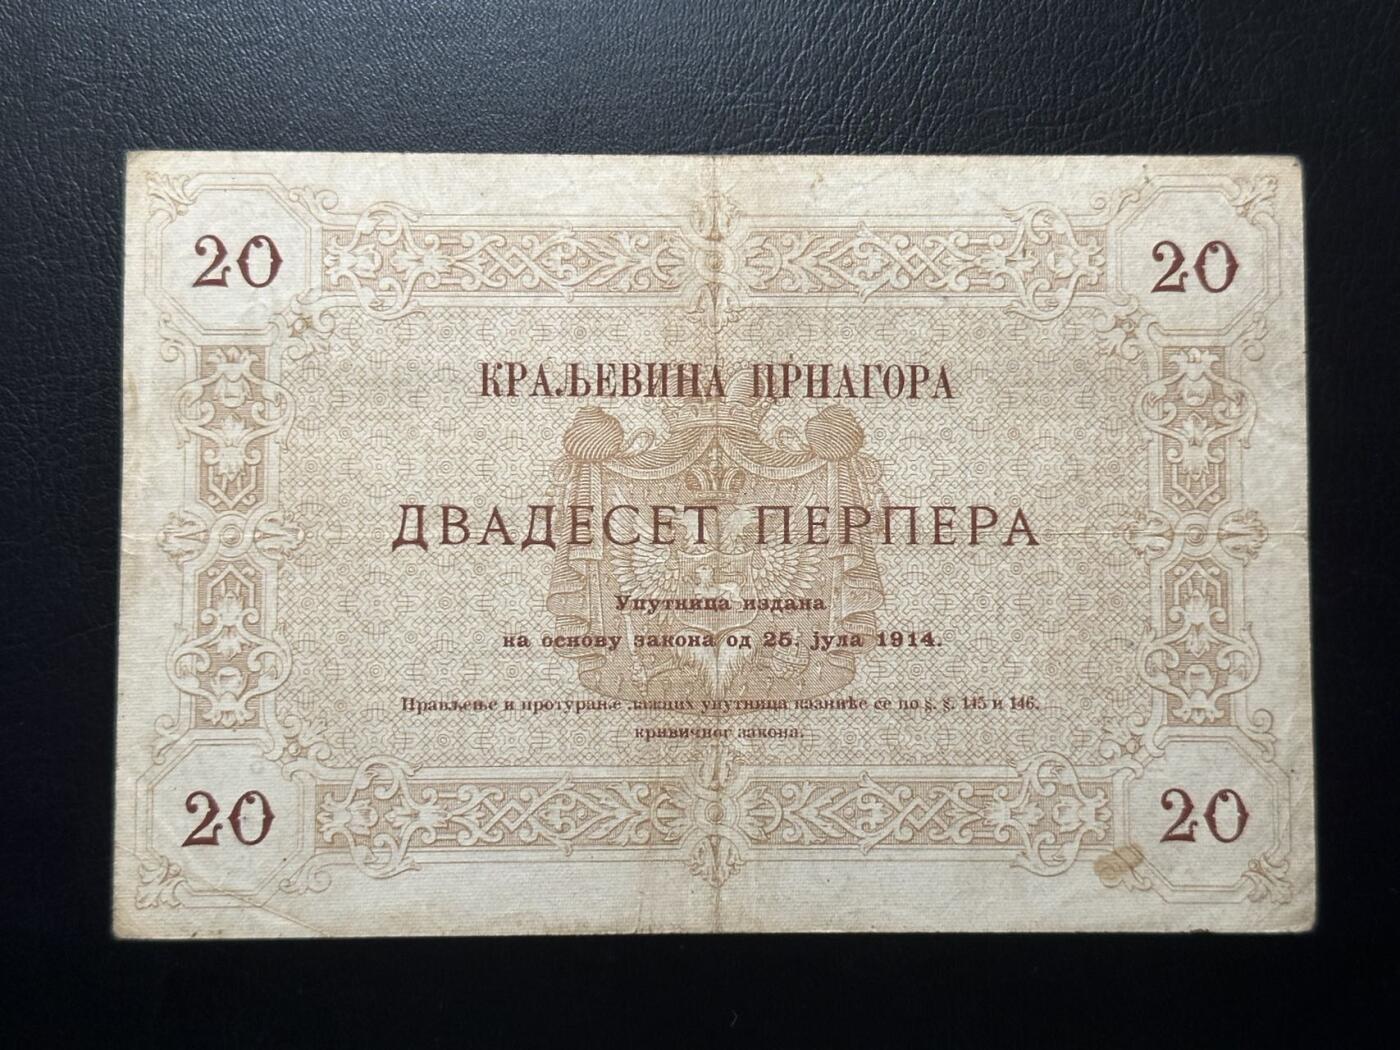 20 20
КРАЉЕВИНА ЦРНАГОРА
ДВАДЕСЕТ ПЕРПЕРА
Упутница издана
на основу закона од 25. јула 1914.
Прављење и протурање лажних упутница казниће се по §. §. 145 и 146.
кривичног закона.
20 20